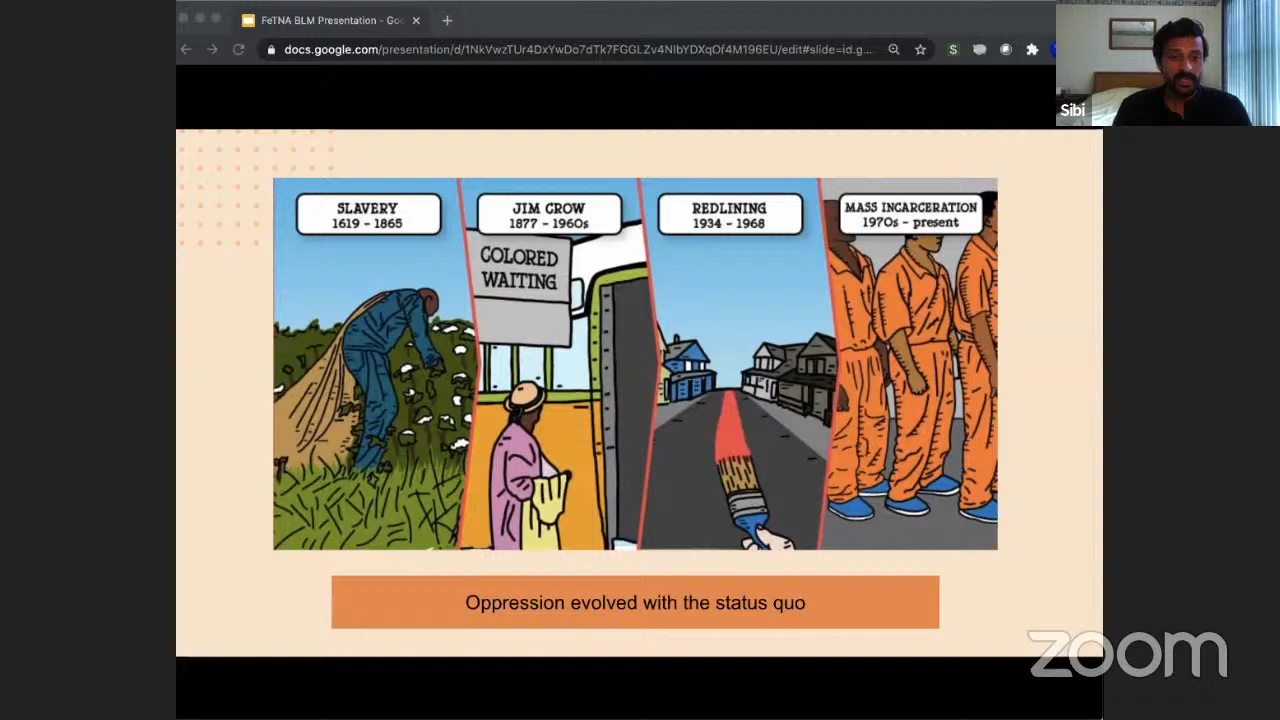 FeTNA BLM Presentation - Goo
docs.google.com/presentation/d/1NkVwzTUr4DxYwDo7dTk7FGGLZv4NIbYDXqOf4M196EU/edit#slide=id.g...
$
Sibi
SLAVERY
1619 - 1865
JIM CROW
1877 - 1960s
REDLINING
1934 - 1968
MASS INCARCERATION
1970s - present
COLORED
WAITING
Oppression evolved with the status quo
zoom